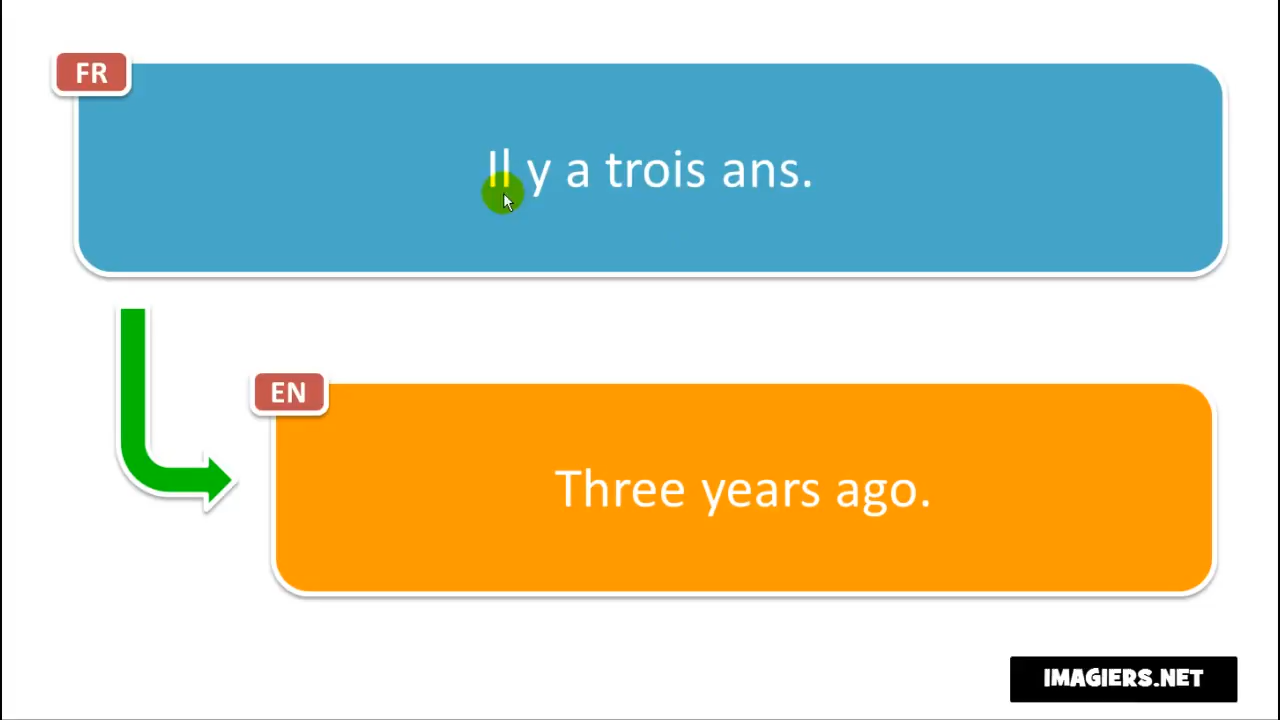 FR
Il y a trois ans.
EN
Three years ago.
IMAGIERS.NET